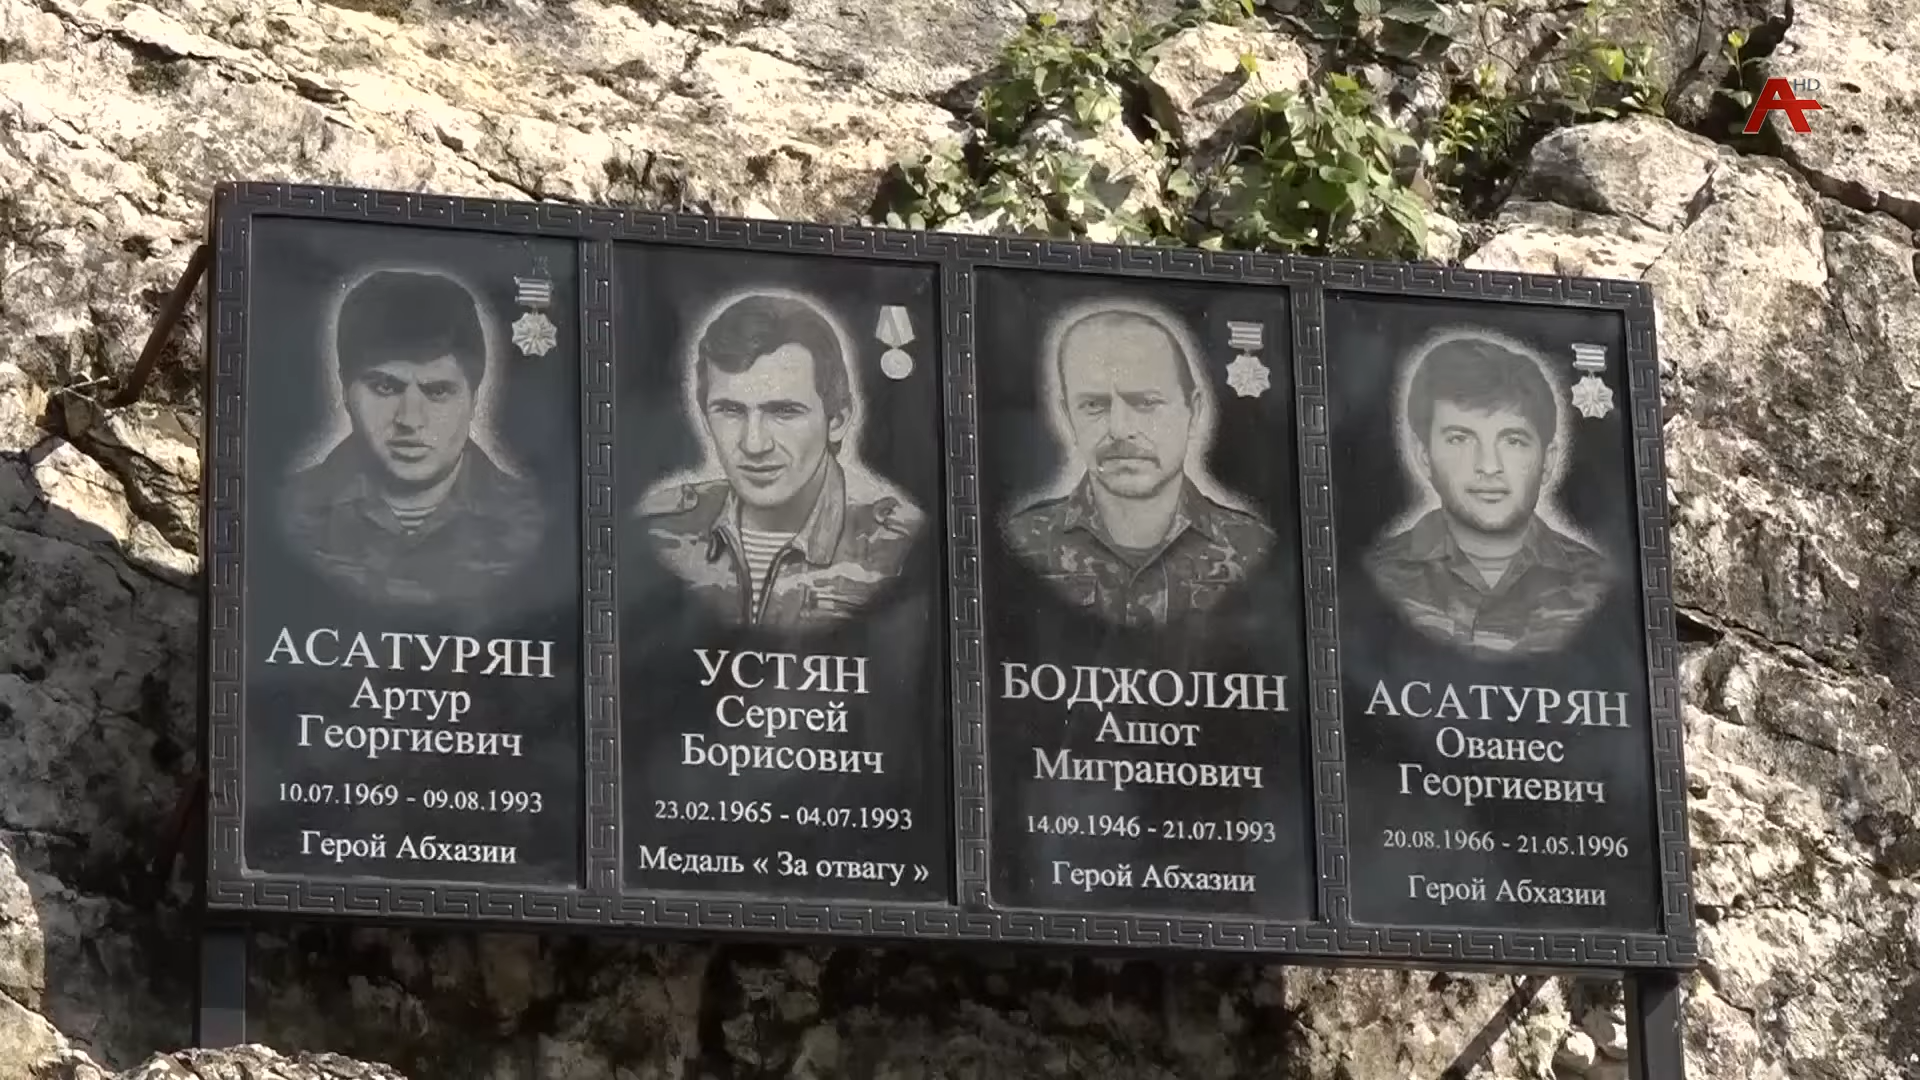 АСАТУРЯН
Артур
Георгиевич
10.07.1969 - 09.08.1993
Герой Абхазии
УСТЯН
Сергей
Борисович
23.02.1965 - 04.07.1993
Медаль « За отвагу »
БОДЖОЛЯН
Ашот
Мигранович
14.09.1946 - 21.07.1993
Герой Абхазии
АСАТУРЯН
Ованес
Георгиевич
20.08.1966 - 21.05.1996
Герой Абхазии
A HD